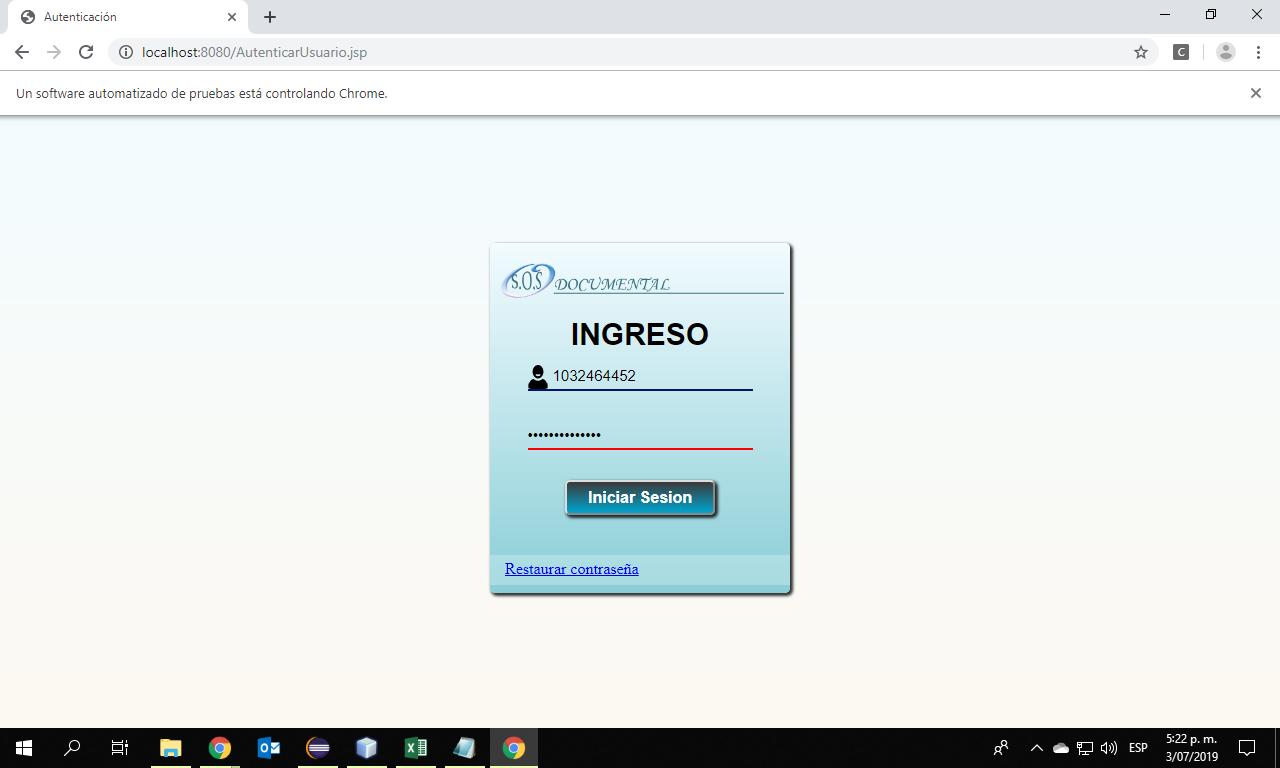 Autenticación
localhost:8080/AutenticarUsuario.jsp
C
Un software automatizado de pruebas está controlando Chrome.
S.O.S DOCUMENTAL
INGRESO
1032464452
••••••••••••••
Iniciar Sesion
Restaurar contraseña
ESP
5:22 p. m.
3/07/2019